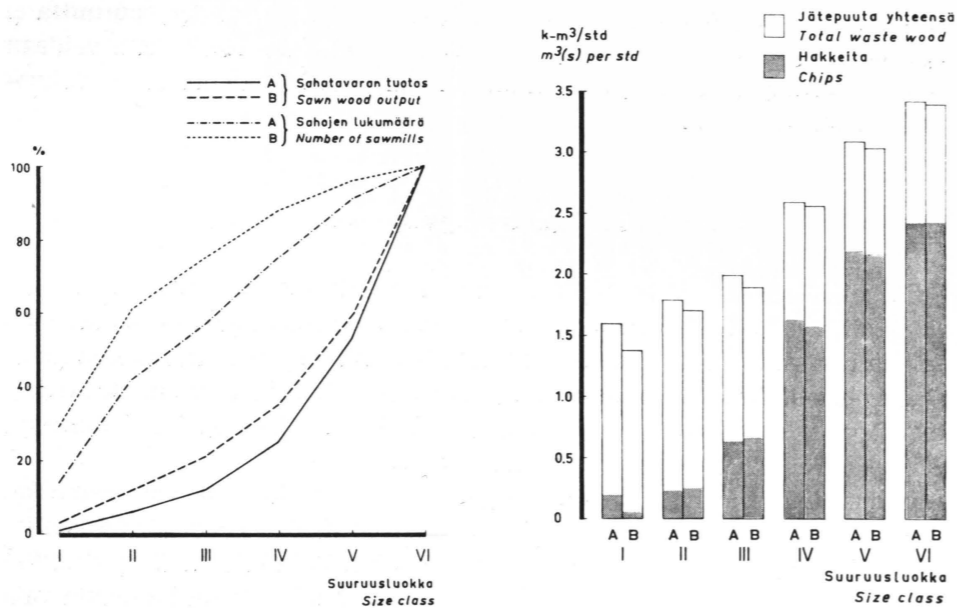 A } Sahatavaran tuotos
B } Sawn wood output
A } Sahojen lukumäärä
B } Number of sawmills
%
100
80
60
40
20
0
I II III IV V VI
Suuruusluokka
Size class
k-m³/std
m³(s) per std
Jätepuuta yhteensä
Total waste wood
Hakkeita
Chips
3.5
3.0
2.5
2.0
1.5
1.0
0.5
0
A B A B A B A B A B A B
I II III IV V VI
Suuruusluokka
Size class